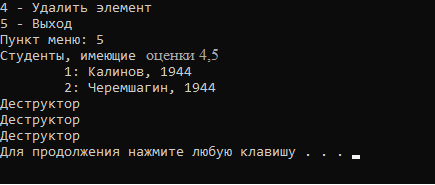 4 - Удалить элемент
5 - Выход
Пункт меню: 5
Студенты, имеющие оценки 4,5
1: Калинов, 1944
2: Черемшагин, 1944
Деструктор
Деструктор
Деструктор
Для продолжения нажмите любую клавишу . . .